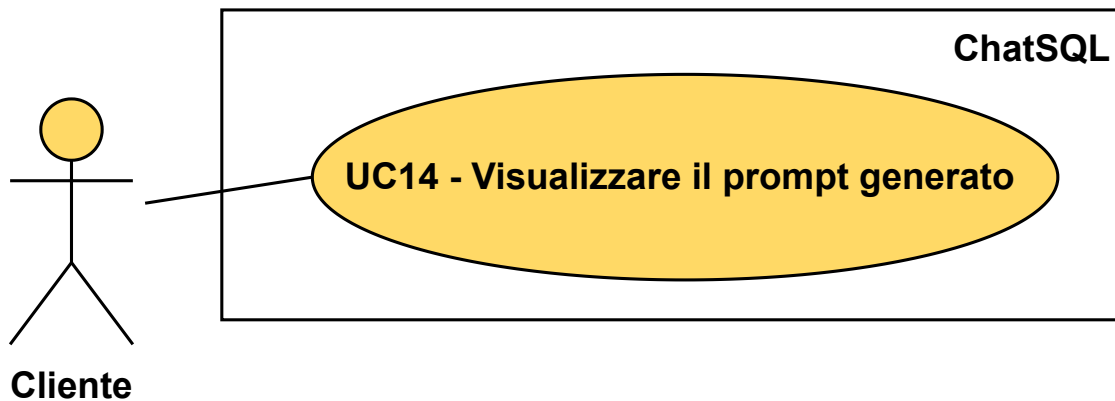 ChatSQL
UC14 - Visualizzare il prompt generato
Cliente